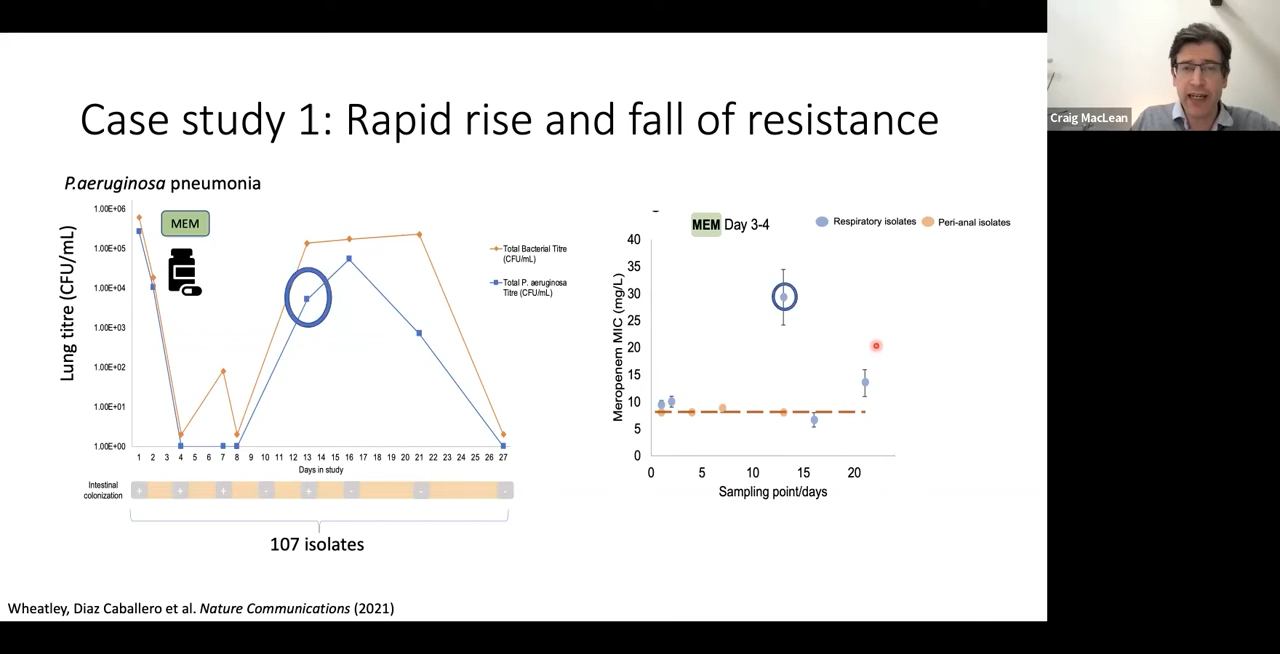 Craig MacLean
Case study 1: Rapid rise and fall of resistance
P.aeruginosa pneumonia
Lung titre (CFU/mL)
1.00E+06
1.00E+05
1.00E+04
1.00E+03
1.00E+02
1.00E+01
1.00E+00
MEM
Total Bacterial Titre
(CFU/mL)
Total P. aeruginosa
Titre (CFU/mL)
1 2 3 4 5 6 7 8 9 10 11 12 13 14 15 16 17 18 19 20 21 22 23 24 25 26 27
Days in study
Intestinal
colonization
+ + + - + - - -
107 isolates
MEM Day 3-4
Respiratory isolates
Peri-anal isolates
Meropenem MIC (mg/L)
40
35
30
25
20
15
10
5
0
0 5 10 15 20
Sampling point/days
Wheatley, Diaz Caballero et al. Nature Communications (2021)